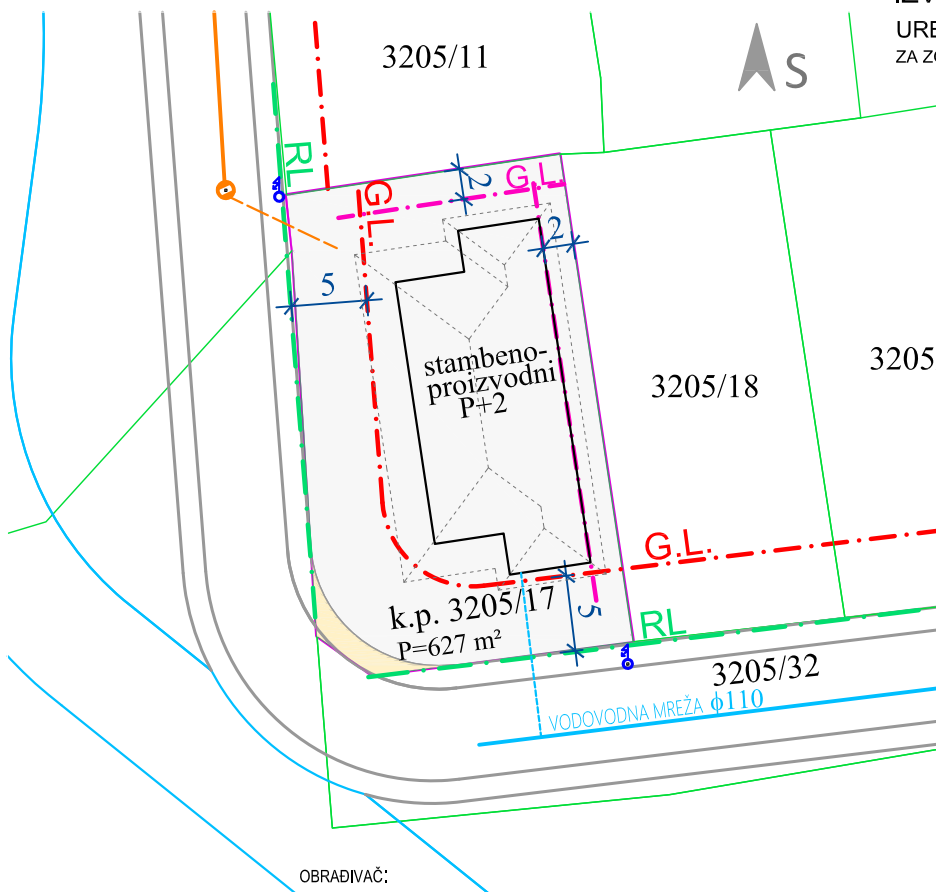 URE
ZA ZO
3205/11
S
RL
G.L.
2
G.L.
2
5
stambeno-
proizvodni
P+2
3205/18
3205
G.L.
k.p. 3205/17
P=627 m²
5
RL
3205/32
VODOVODNA MREŽA ϕ110
OBRAĐIVAČ: